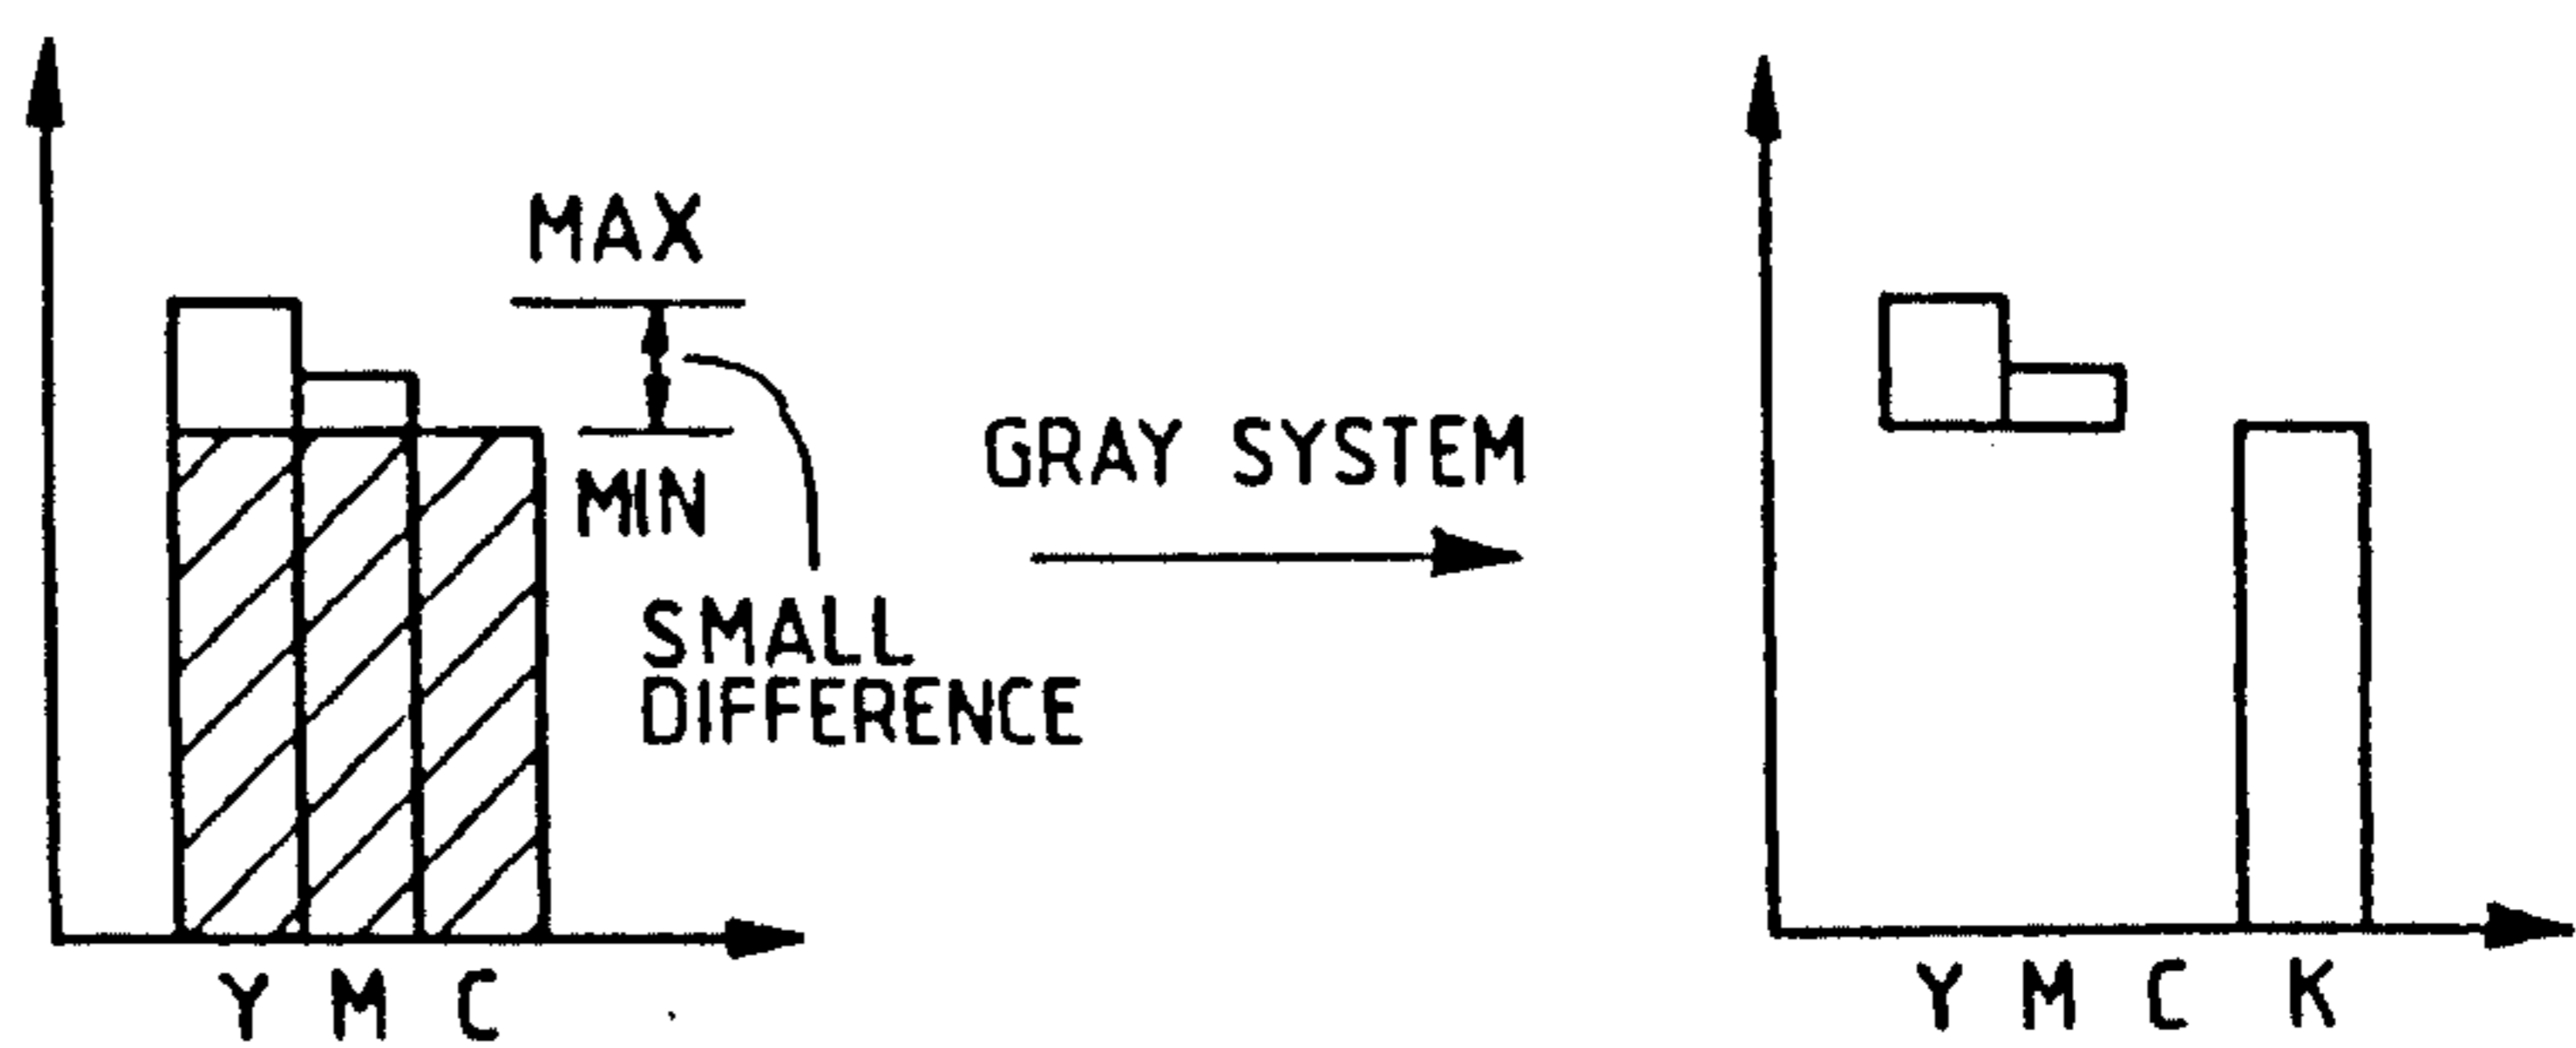 MAX
MIN
SMALL
DIFFERENCE
Y M C
GRAY SYSTEM
Y M C K